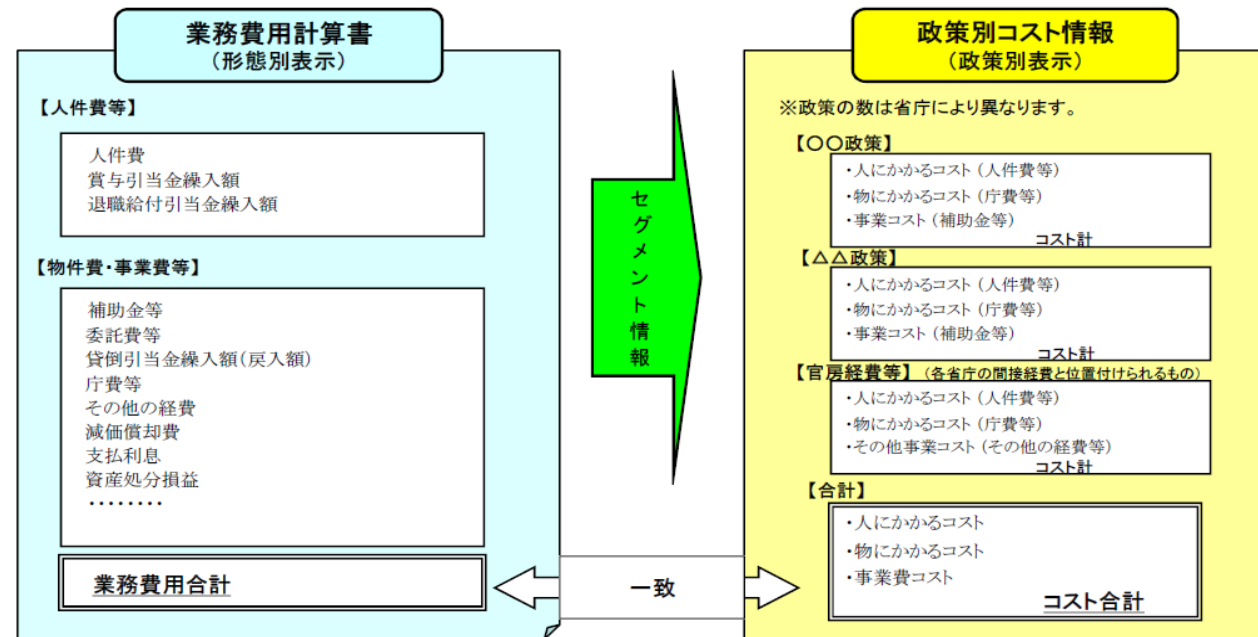 業務費用計算書
（形態別表示）
【人件費等】
人件費
賞与引当金繰入額
退職給付引当金繰入額
【物件費・事業費等】
補助金等
委託費等
貸倒引当金繰入額（戻入額）
庁費等
その他の経費
減価償却費
支払利息
資産処分損益
・・・・・・・・
業務費用合計
セグメント情報
一致
政策別コスト情報
（政策別表示）
※政策の数は省庁により異なります。
【〇〇政策】
・人にかかるコスト（人件費等）
・物にかかるコスト（庁費等）
・事業コスト（補助金等）
コスト計
【△△政策】
・人にかかるコスト（人件費等）
・物にかかるコスト（庁費等）
・事業コスト（補助金等）
コスト計
【官房経費等】（各省庁の間接経費と位置付けられるもの）
・人にかかるコスト（人件費等）
・物にかかるコスト（庁費等）
・その他事業コスト（その他の経費等）
コスト計
【合計】
・人にかかるコスト
・物にかかるコスト
・事業費コスト
コスト合計